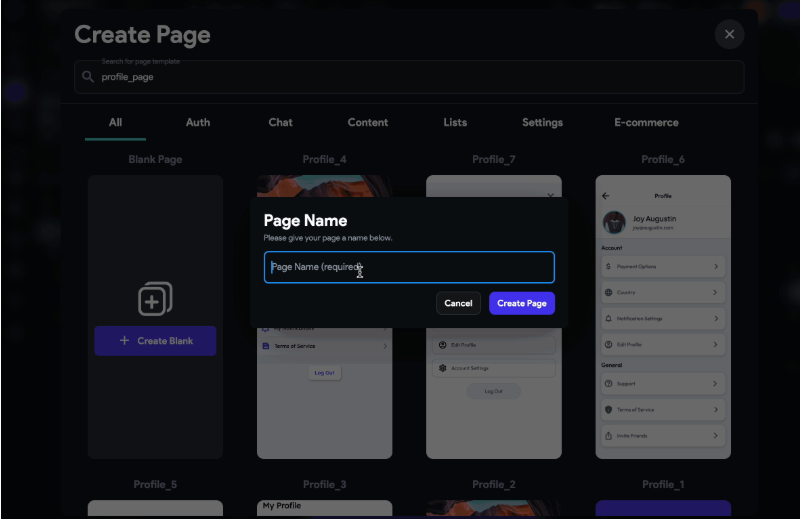 Create Page
Search for page template
profile_page
All
Auth
Chat
Content
Lists
Settings
E-commerce
Blank Page
Profile_4
Profile_7
Profile_6
Page Name
Please give your page a name below.
Page Name (required)
Cancel
Create Page
Create Blank
Terms of Service
Log Out
Edit Profile
Account Settings
Log Out
Profile
Joy Augustin
Account
Payment Options
Country
Notification Settings
Edit Profile
General
Support
Terms of Service
Invite Friends
Profile_5
Profile_3
Profile_2
Profile_1
My Profile